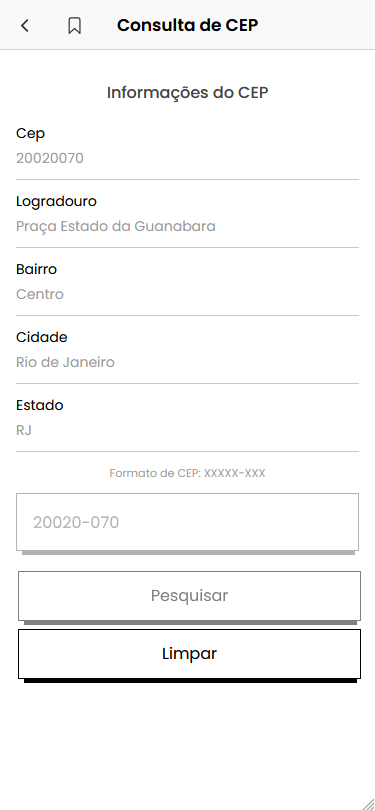 Consulta de CEP
Informações do CEP
Cep
20020070
Logradouro
Praça Estado da Guanabara
Bairro
Centro
Cidade
Rio de Janeiro
Estado
RJ
Formato de CEP: XXXXX-XXX
20020-070
Pesquisar
Limpar